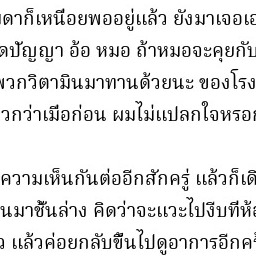 ดาก็เหนื่อยพออยู่แล้ว ยังมาเจอเ
ดปัญญา อ้อ หมอ ถ้าหมอจะคุยกับ
พวกวิตามินมาทานด้วยนะ ของโรง
วกว่าเมื่อก่อน ผมไม่แปลกใจหรอก
ความเห็นกันต่ออีกสักครู่ แล้วก็เดิ
นมาชั้นล่าง คิดว่าจะแวะไปงีบที่ห้
ว แล้วค่อยกลับขึ้นไปดูอาการอีกค